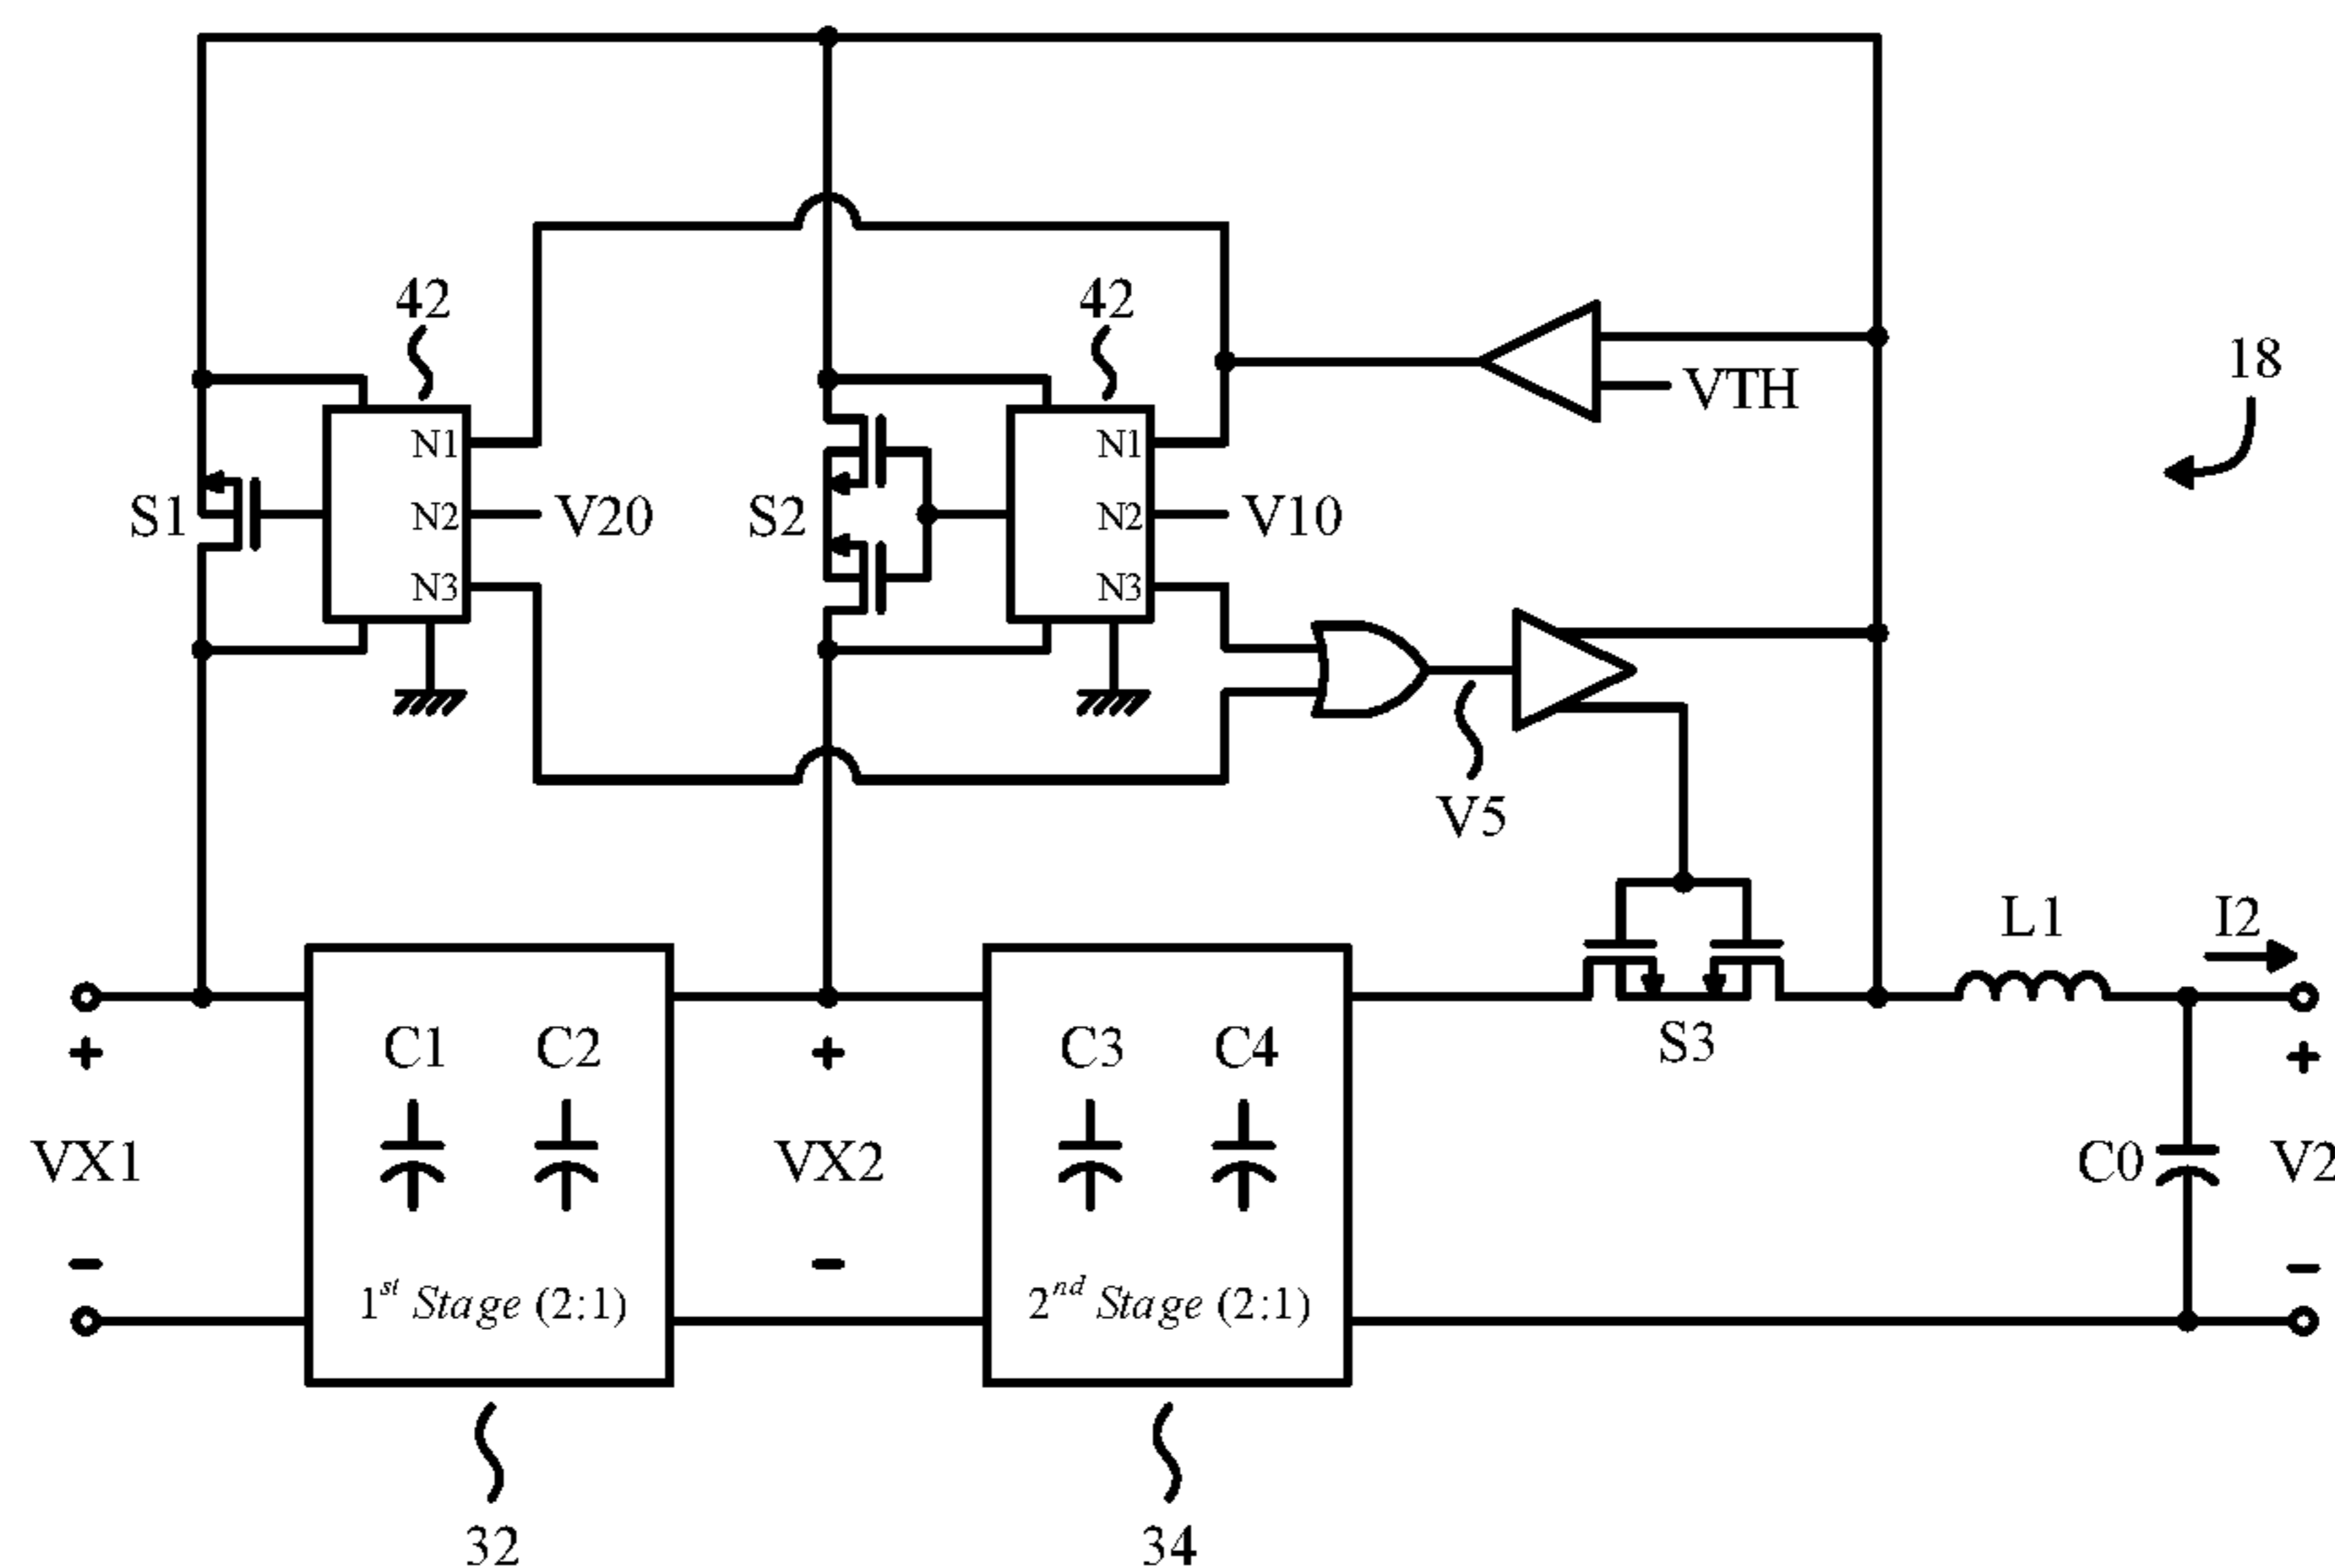 42
42
18
N1
N1
VTH
S1
N2
V20
S2
N2
V10
N3
N3
V5
L1
I2
S3
+
C1
C2
+
C3
C4
+
VX1
VX2
C0
V2
−
−
−
1st Stage (2:1)
2nd Stage (2:1)
32
34